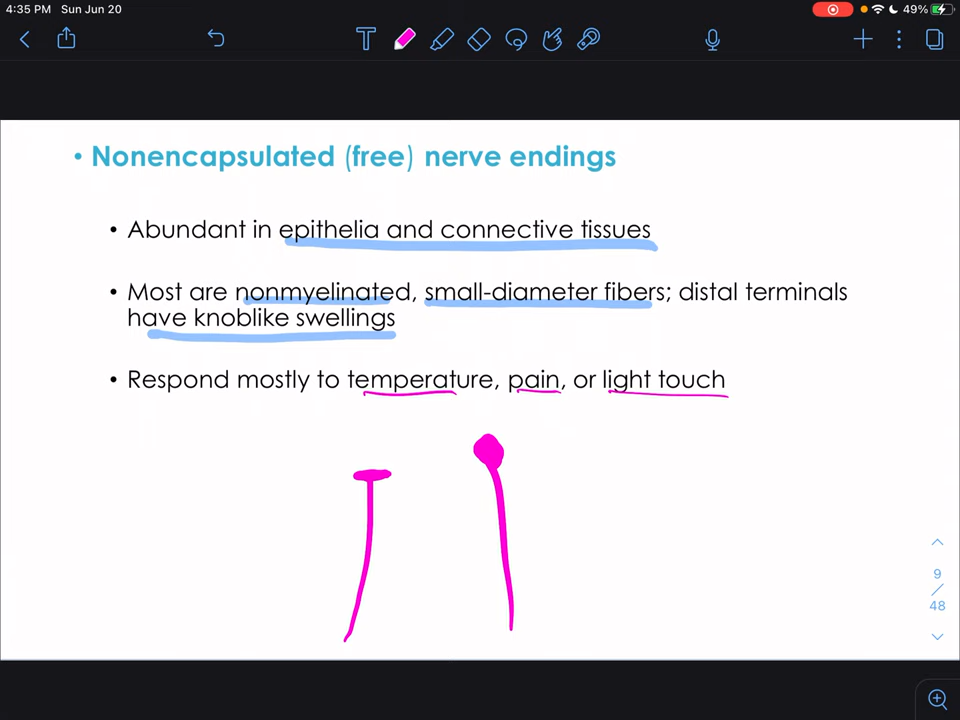 4:35 PM Sun Jun 20 49%
• Nonencapsulated (free) nerve endings
• Abundant in epithelia and connective tissues
• Most are nonmyelinated, small-diameter fibers; distal terminals
have knoblike swellings
• Respond mostly to temperature, pain, or light touch
9
/
48